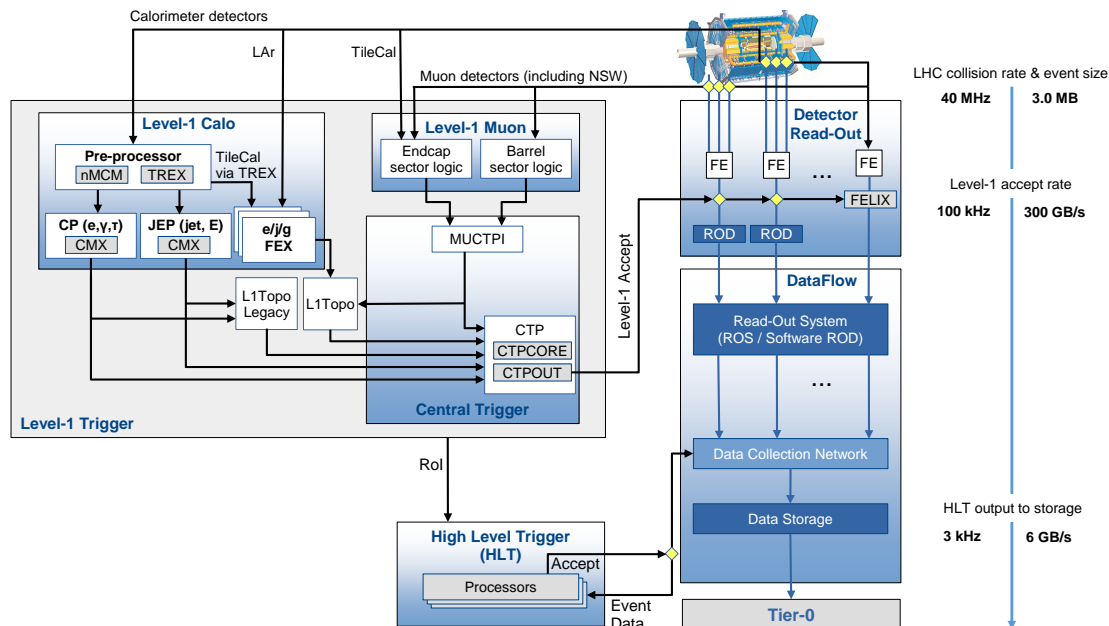 Calorimeter detectors
LAr
TileCal
Muon detectors (including NSW)
LHC collision rate & event size
40 MHz
3.0 MB
Level-1 Calo
Pre-processor
nMCM
TREX
TileCal
via TREX
CP (e,γ,τ)
CMX
JEP (jet, E)
CMX
e/j/g
FEX
Level-1 Muon
Endcap
sector logic
Barrel
sector logic
MUCTPI
L1Topo
Legacy
L1Topo
CTP
CTPCORE
CTPOUT
Central Trigger
Level-1 Trigger
Level-1 Accept
Detector
Read-Out
FE
FE
...
FE
FELIX
ROD
ROD
Level-1 accept rate
100 kHz
300 GB/s
DataFlow
Read-Out System
(ROS / Software ROD)
...
Data Collection Network
Data Storage
RoI
High Level Trigger
(HLT)
Accept
Processors
Event
Data
HLT output to storage
3 kHz
6 GB/s
Tier-0